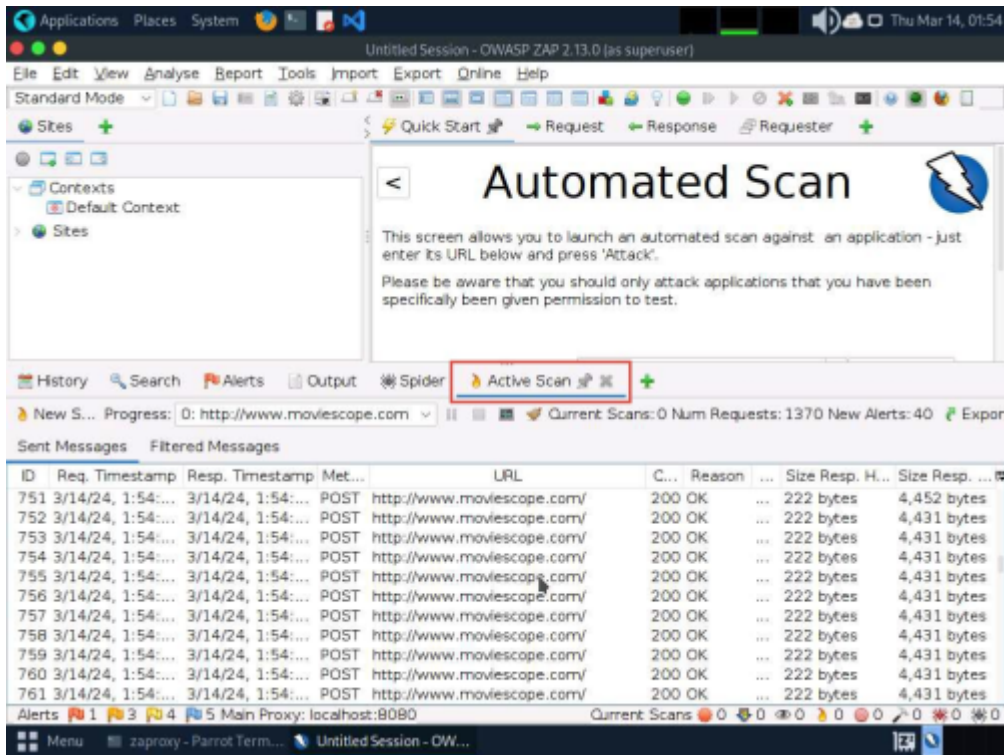 Applications Places System Thu Mar 14, 01:54
Untitled Session - OWASP ZAP 2.13.0 (as superuser)
File Edit View Analyse Report Tools Import Export Online Help
Standard Mode
Sites Quick Start Request Response Requester
Contexts
Default Context
Sites
<
Automated Scan
This screen allows you to launch an automated scan against an application - just
enter its URL below and press 'Attack'.
Please be aware that you should only attack applications that you have been
specifically been given permission to test.
History Search Alerts Output Spider Active Scan
New S... Progress: 0: http://www.moviescope.com Current Scans: 0 Num Requests: 1370 New Alerts: 40 Expor
Sent Messages Filtered Messages
ID Req. Timestamp Resp. Timestamp Met... URL C... Reason ... Size Resp. H... Size Resp. ...
751 3/14/24, 1:54:... 3/14/24, 1:54:... POST http://www.moviescope.com/ 200 OK ... 222 bytes 4,452 bytes
752 3/14/24, 1:54:... 3/14/24, 1:54:... POST http://www.moviescope.com/ 200 OK ... 222 bytes 4,431 bytes
753 3/14/24, 1:54:... 3/14/24, 1:54:... POST http://www.moviescope.com/ 200 OK ... 222 bytes 4,431 bytes
754 3/14/24, 1:54:... 3/14/24, 1:54:... POST http://www.moviescope.com/ 200 OK ... 222 bytes 4,431 bytes
755 3/14/24, 1:54:... 3/14/24, 1:54:... POST http://www.moviescope.com/ 200 OK ... 222 bytes 4,431 bytes
756 3/14/24, 1:54:... 3/14/24, 1:54:... POST http://www.moviescope.com/ 200 OK ... 222 bytes 4,431 bytes
757 3/14/24, 1:54:... 3/14/24, 1:54:... POST http://www.moviescope.com/ 200 OK ... 222 bytes 4,431 bytes
758 3/14/24, 1:54:... 3/14/24, 1:54:... POST http://www.moviescope.com/ 200 OK ... 222 bytes 4,431 bytes
759 3/14/24, 1:54:... 3/14/24, 1:54:... POST http://www.moviescope.com/ 200 OK ... 222 bytes 4,431 bytes
760 3/14/24, 1:54:... 3/14/24, 1:54:... POST http://www.moviescope.com/ 200 OK ... 222 bytes 4,431 bytes
761 3/14/24, 1:54:... 3/14/24, 1:54:... POST http://www.moviescope.com/ 200 OK ... 222 bytes 4,431 bytes
Alerts 1 3 4 5 Main Proxy: localhost:8080 Current Scans 0 0 0 0 0 0 0 0
Menu zaproxy - Parrot Term... Untitled Session - OW...